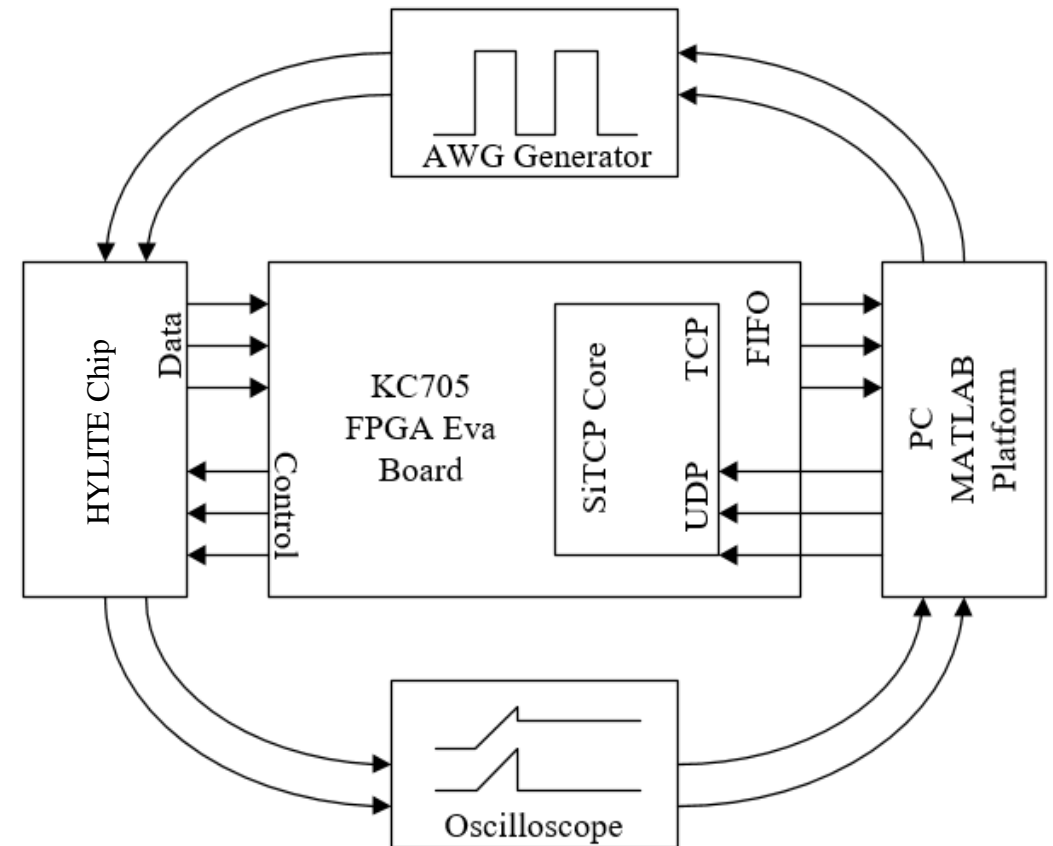 AWG Generator
HYLITE Chip
Data
Control
KC705
FPGA Eva
Board
SiTCP Core
TCP
UDP
FIFO
PC
MATLAB
Platform
Oscilloscope